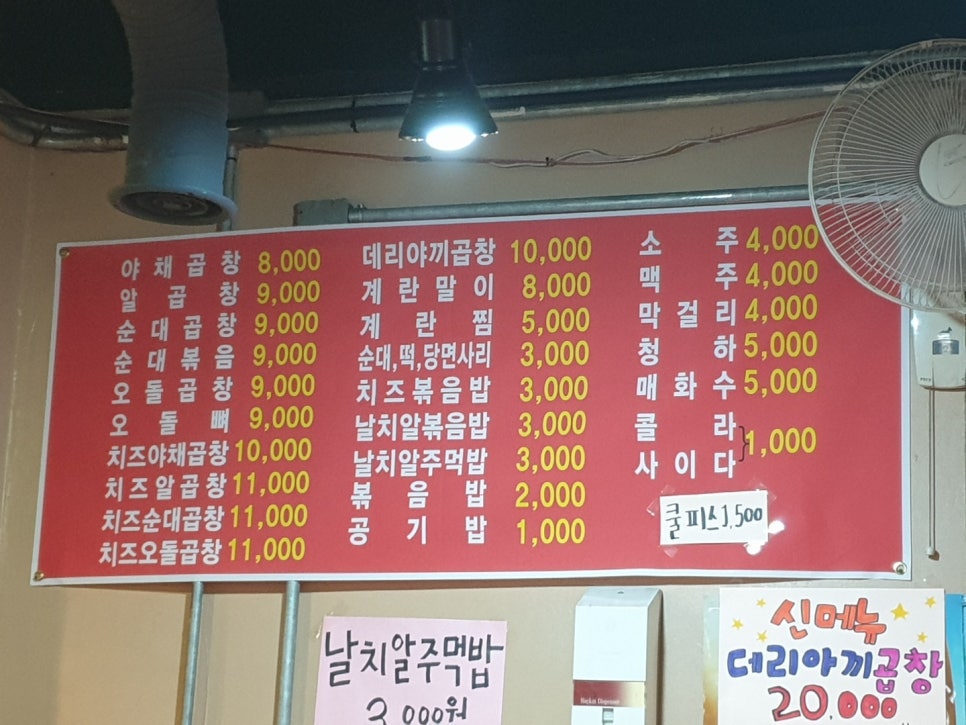 야채곱창 8,000
알곱창 9,000
순대곱창 9,000
순대볶음 9,000
오돌곱창 9,000
오돌뼈 9,000
치즈야채곱창 10,000
치즈알곱창 11,000
치즈순대곱창 11,000
치즈오돌곱창 11,000
데리야끼곱창 10,000
계란말이 8,000
계란찜 5,000
순대,떡,당면사리 3,000
치즈볶음밥 3,000
날치알볶음밥 3,000
날치알주먹밥 3,000
볶음밥 2,000
공기밥 1,000
소주 4,000
맥주 4,000
막걸리 4,000
청하 5,000
매화수 5,000
콜라
사이다 } 1,000
쿨피스 1,500
날치알주먹밥
3,000원
신메뉴
데리야끼곱창
20,000